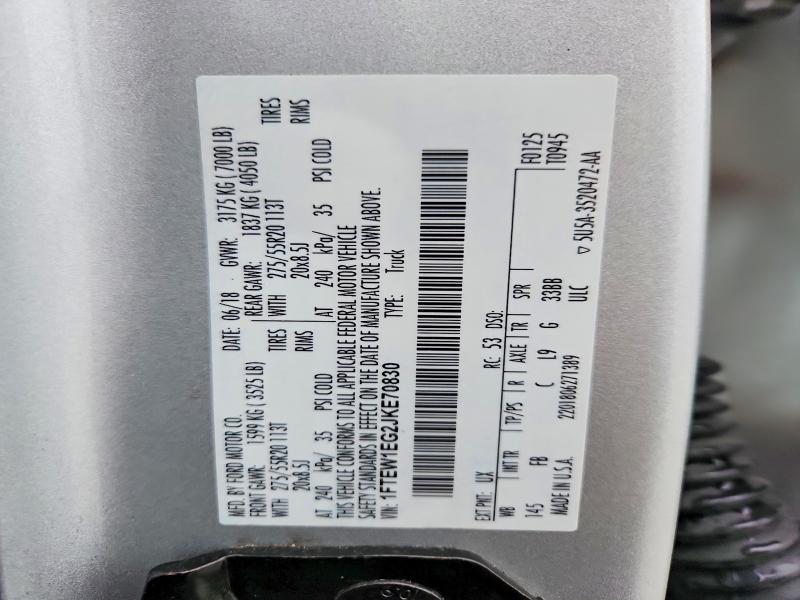 MFD. BY FORD MOTOR CO. DATE: 06/18 GVWR: 3175 KG ( 7000 LB)
FRONT GAWR: 1599 KG ( 3525 LB) REAR GAWR: 1837 KG ( 4050 LB)
WITH 275/55R20 113T TIRES WITH 275/55R20 113T TIRES
20x8.5J RIMS 20x8.5J RIMS
AT 240 kPa/ 35 PSI COLD AT 240 kPa/ 35 PSI COLD
THIS VEHICLE CONFORMS TO ALL APPLICABLE FEDERAL MOTOR VEHICLE
SAFETY STANDARDS IN EFFECT ON THE DATE OF MANUFACTURE SHOWN ABOVE.
VIN: 1FTEW1EG2JKE70830 TYPE: Truck
EXT PNT: UX RC: 53 DSO: F0125
WB INT TR TP/PS R AXLE TR SPR T0945
145 FB C L9 G 33BB
MADE IN U.S.A. 2201806271389 ULC
5U5A-3520472-AA